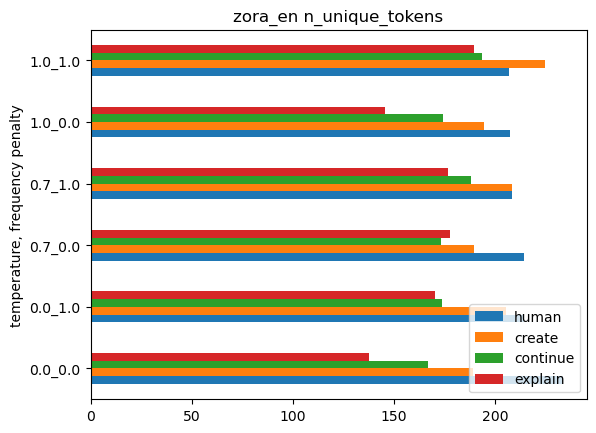 zora_en n_unique_tokens
temperature, frequency penalty
1.0_1.0
1.0_0.0
0.7_1.0
0.7_0.0
0.0_1.0
0.0_0.0
human
create
continue
explain
0
50
100
150
200